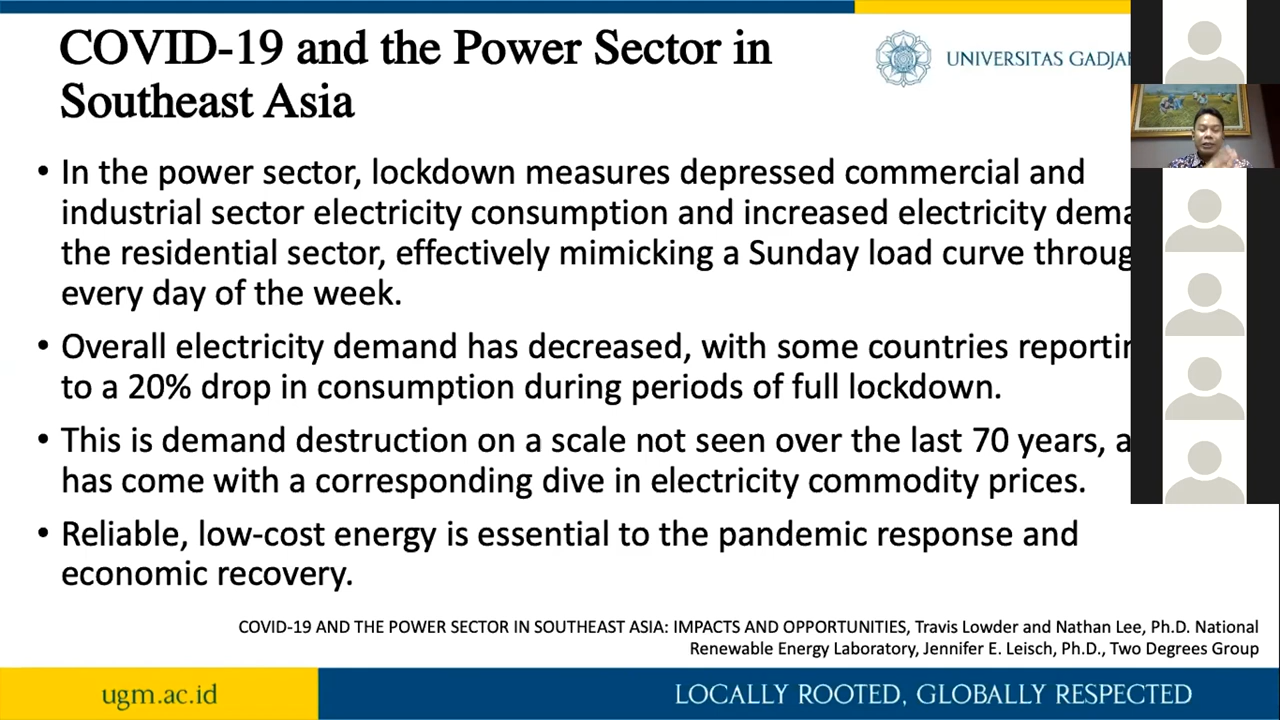 COVID-19 and the Power Sector in
Southeast Asia
UNIVERSITAS
• In the power sector, lockdown measures depressed commercial and
industrial sector electricity consumption and increased electricity
the residential sector, effectively mimicking a Sunday load curve
every day of the week.
• Overall electricity demand has decreased, with some countries
to a 20% drop in consumption during periods of full lockdown.
• This is demand destruction on a scale not seen over the last 70 years,
has come with a corresponding dive in electricity commodity prices.
• Reliable, low-cost energy is essential to the pandemic response and
economic recovery.
COVID-19 AND THE POWER SECTOR IN SOUTHEAST ASIA: IMPACTS AND OPPORTUNITIES, Travis Lowder and Nathan Lee, Ph.D. National
Renewable Energy Laboratory, Jennifer E. Leisch, Ph.D., Two Degrees Group
ugm.ac.id
LOCALLY ROOTED, GLOBALLY RESPECTED